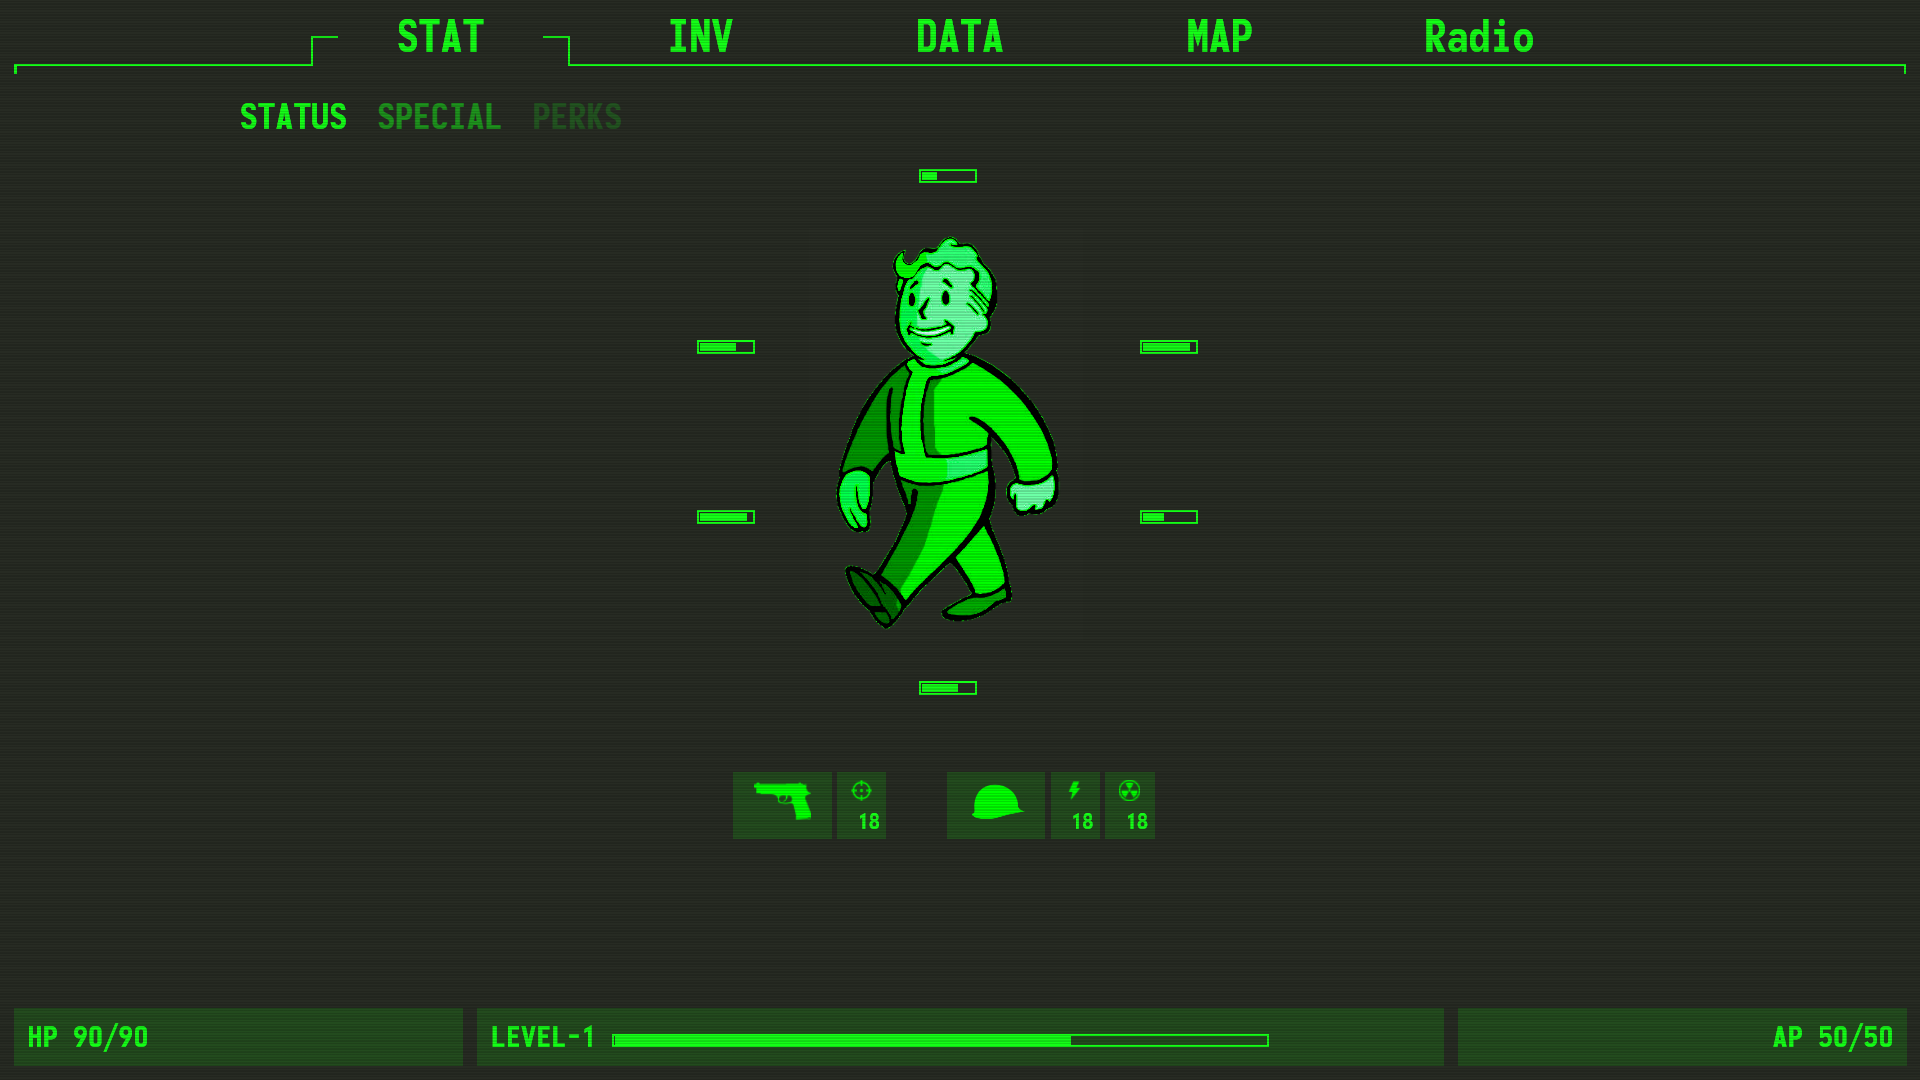 STAT INV DATA MAP Radio
STATUS SPECIAL PERKS
18 18 18
HP 90/90 LEVEL-1 AP 50/50